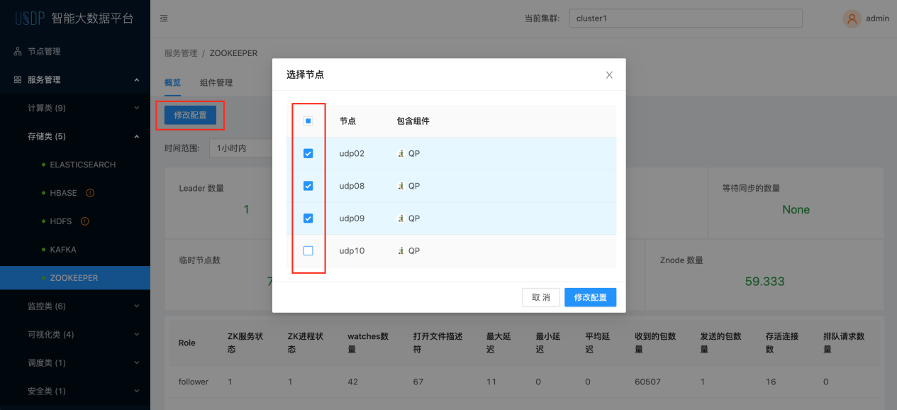 USDP 智能大数据平台
当前集群:
cluster1
admin
节点管理
服务管理
计算类 (9)
存储类 (5)
ELASTICSEARCH
HBASE
HDFS
KAFKA
ZOOKEEPER
监控类 (6)
可视化类 (4)
调度类 (1)
安全类 (1)
服务管理 / ZOOKEEPER
概览 组件管理
修改配置
时间范围: 1小时内
Leader 数量
1
等待同步的数量
None
临时节点数
7
Znode 数量
59.333
选择节点
节点 包含组件
udp02 QP
udp08 QP
udp09 QP
udp10 QP
取 消 修改配置
Role ZK服务状态 ZK进程状态 watches数量 打开文件描述符 最大延迟 最小延迟 平均延迟 收到的包数量 发送的包数量 存活连接数 排队请求数量
follower 1 1 42 67 11 0 0 60507 1 16 0